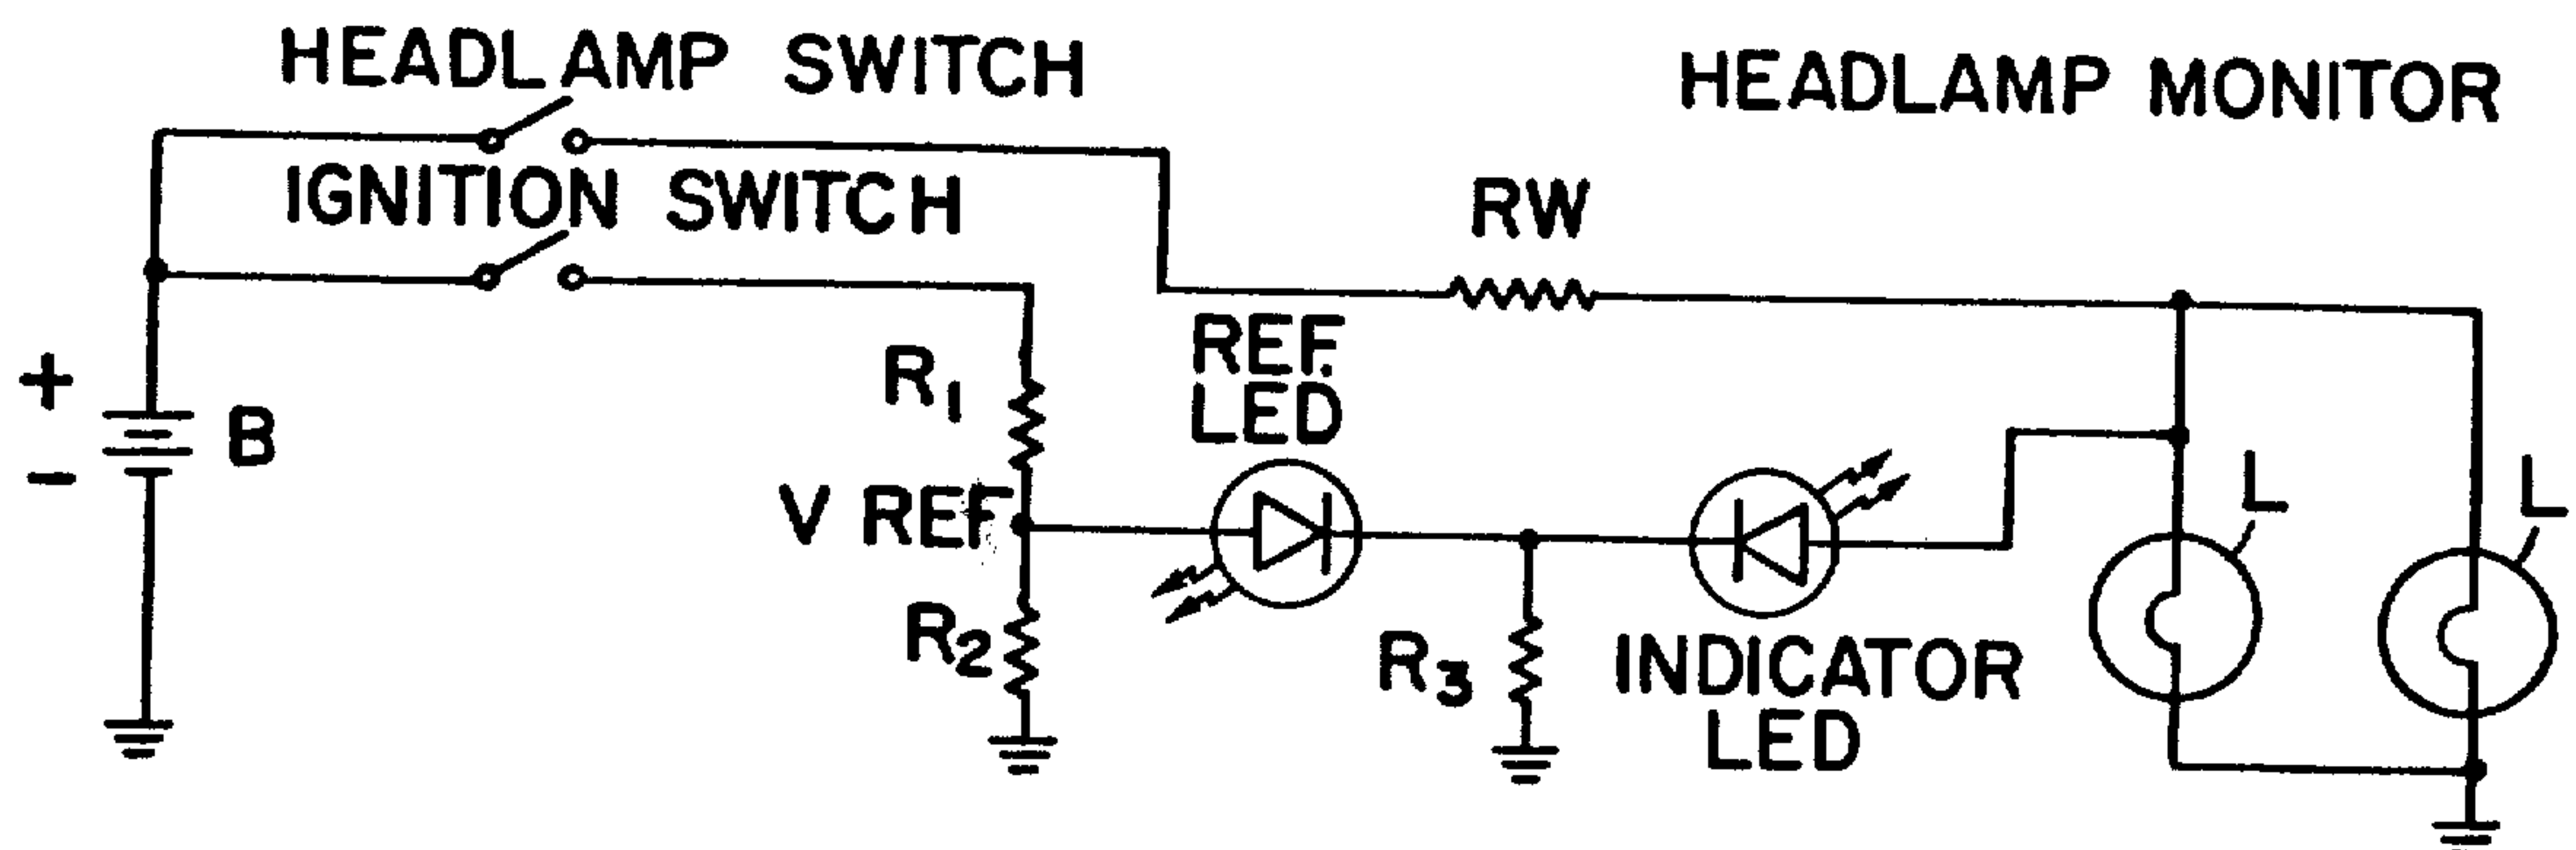 HEADLAMP SWITCH
HEADLAMP MONITOR
IGNITION SWITCH
RW
REF.
LED
R1
+
B
-
V REF
L
L
R2
R3
INDICATOR
LED